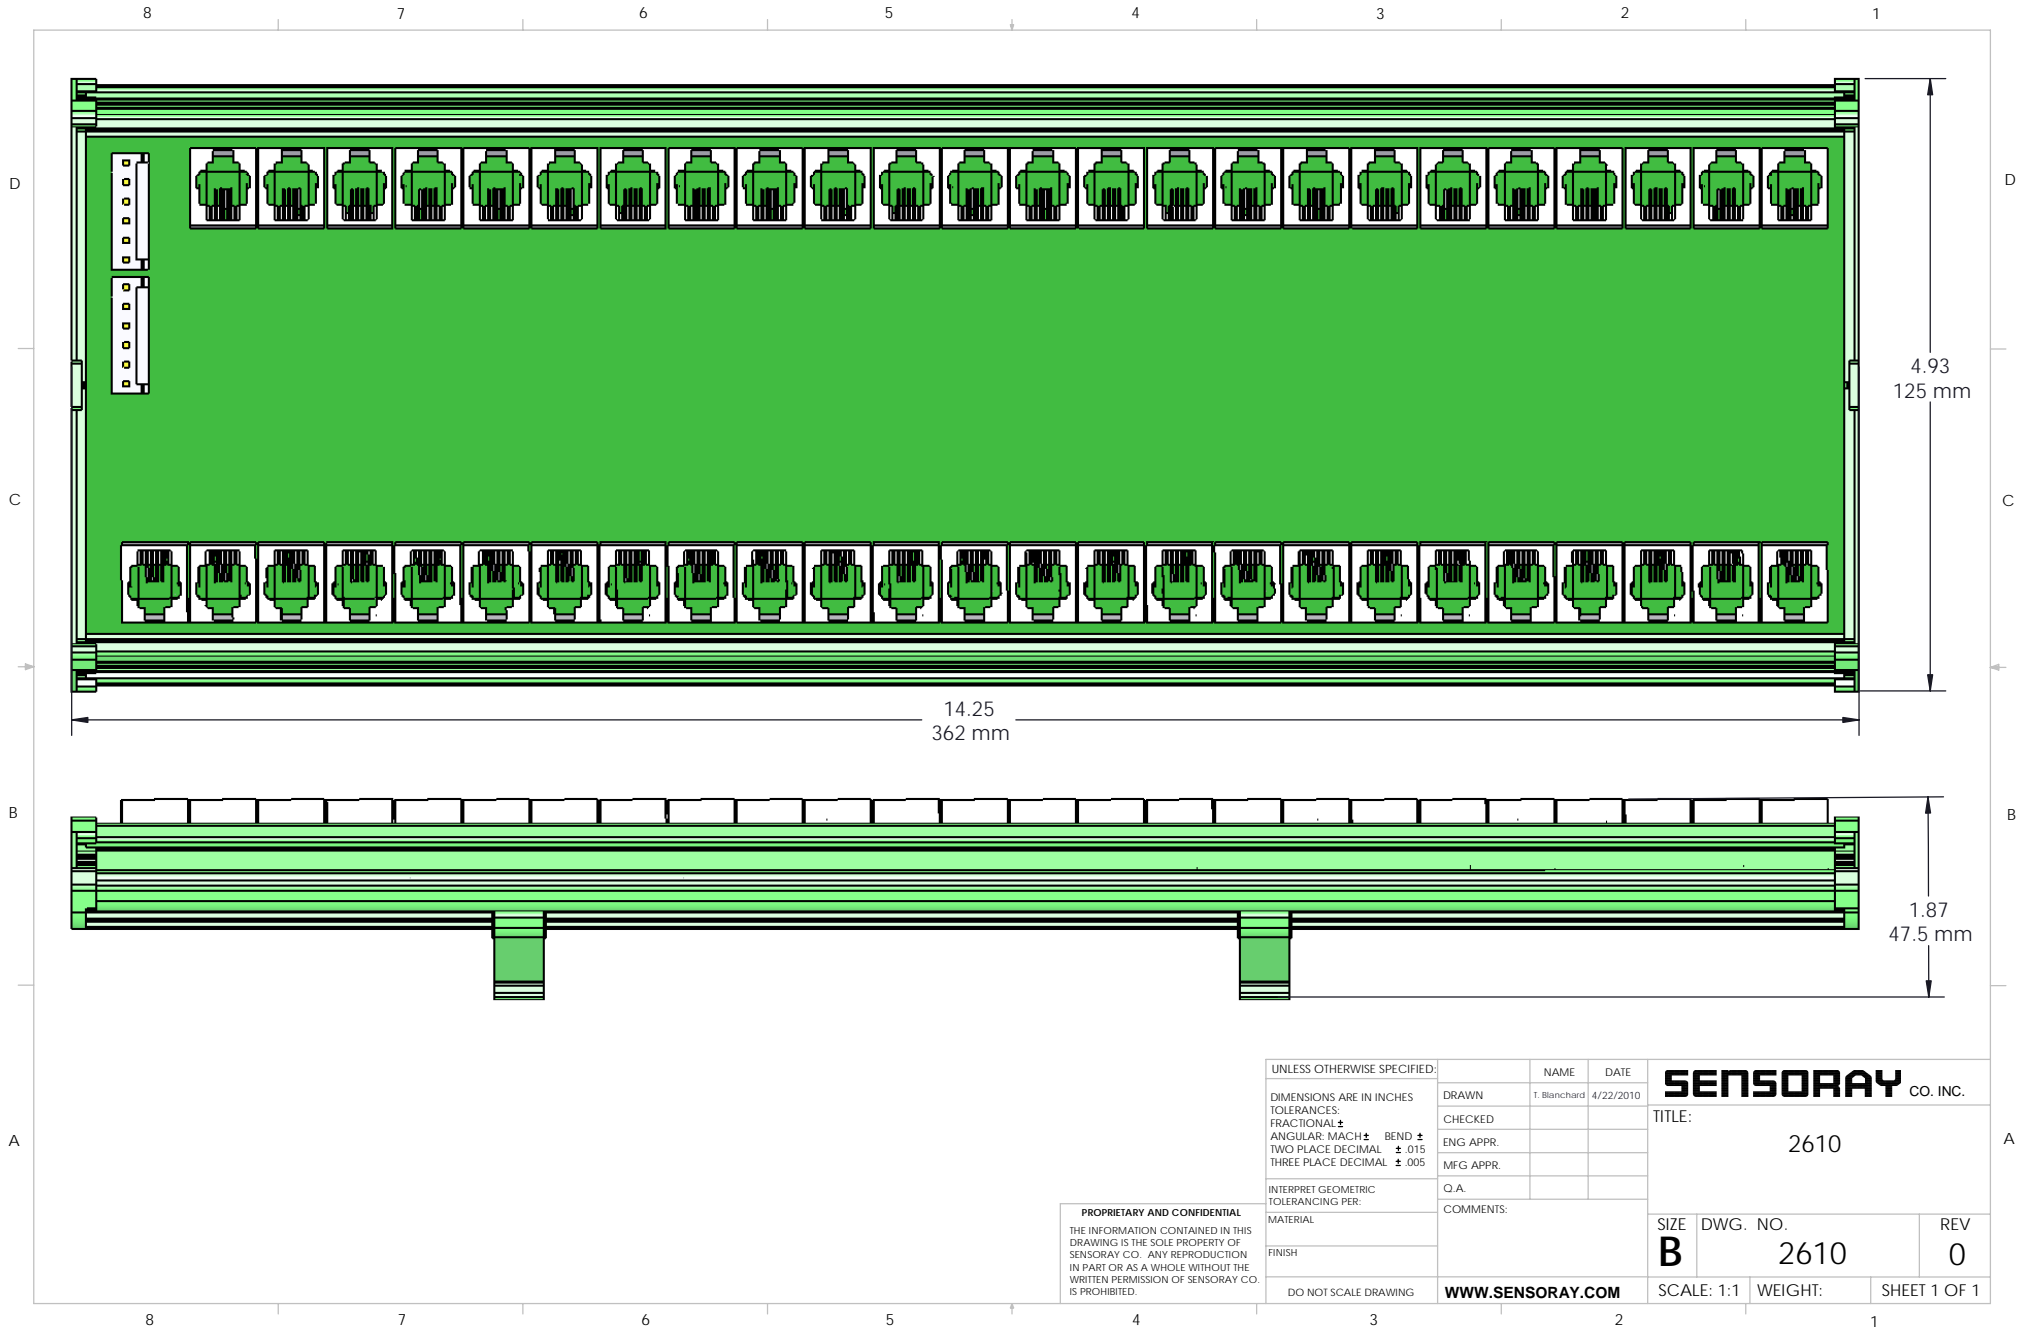 8 7 6 5 4 3 2 1
D D
4.93
125 mm
C C
14.25
362 mm
B B
1.87
47.5 mm
A A
UNLESS OTHERWISE SPECIFIED:
DIMENSIONS ARE IN INCHES
TOLERANCES:
FRACTIONAL ±
ANGULAR: MACH ± BEND ±
TWO PLACE DECIMAL ± .015
THREE PLACE DECIMAL ± .005
INTERPRET GEOMETRIC
TOLERANCING PER:
MATERIAL
FINISH
DO NOT SCALE DRAWING
NAME DATE
DRAWN T. Blanchard 4/22/2010
CHECKED
ENG APPR.
MFG APPR.
Q.A.
COMMENTS:
WWW.SENSORAY.COM
SENSORAY CO. INC.
TITLE:
2610
SIZE DWG. NO. REV
B 2610 0
SCALE: 1:1 WEIGHT: SHEET 1 OF 1
PROPRIETARY AND CONFIDENTIAL
THE INFORMATION CONTAINED IN THIS
DRAWING IS THE SOLE PROPERTY OF
SENSORAY CO. ANY REPRODUCTION
IN PART OR AS A WHOLE WITHOUT THE
WRITTEN PERMISSION OF SENSORAY CO.
IS PROHIBITED.
8 7 6 5 4 3 2 1